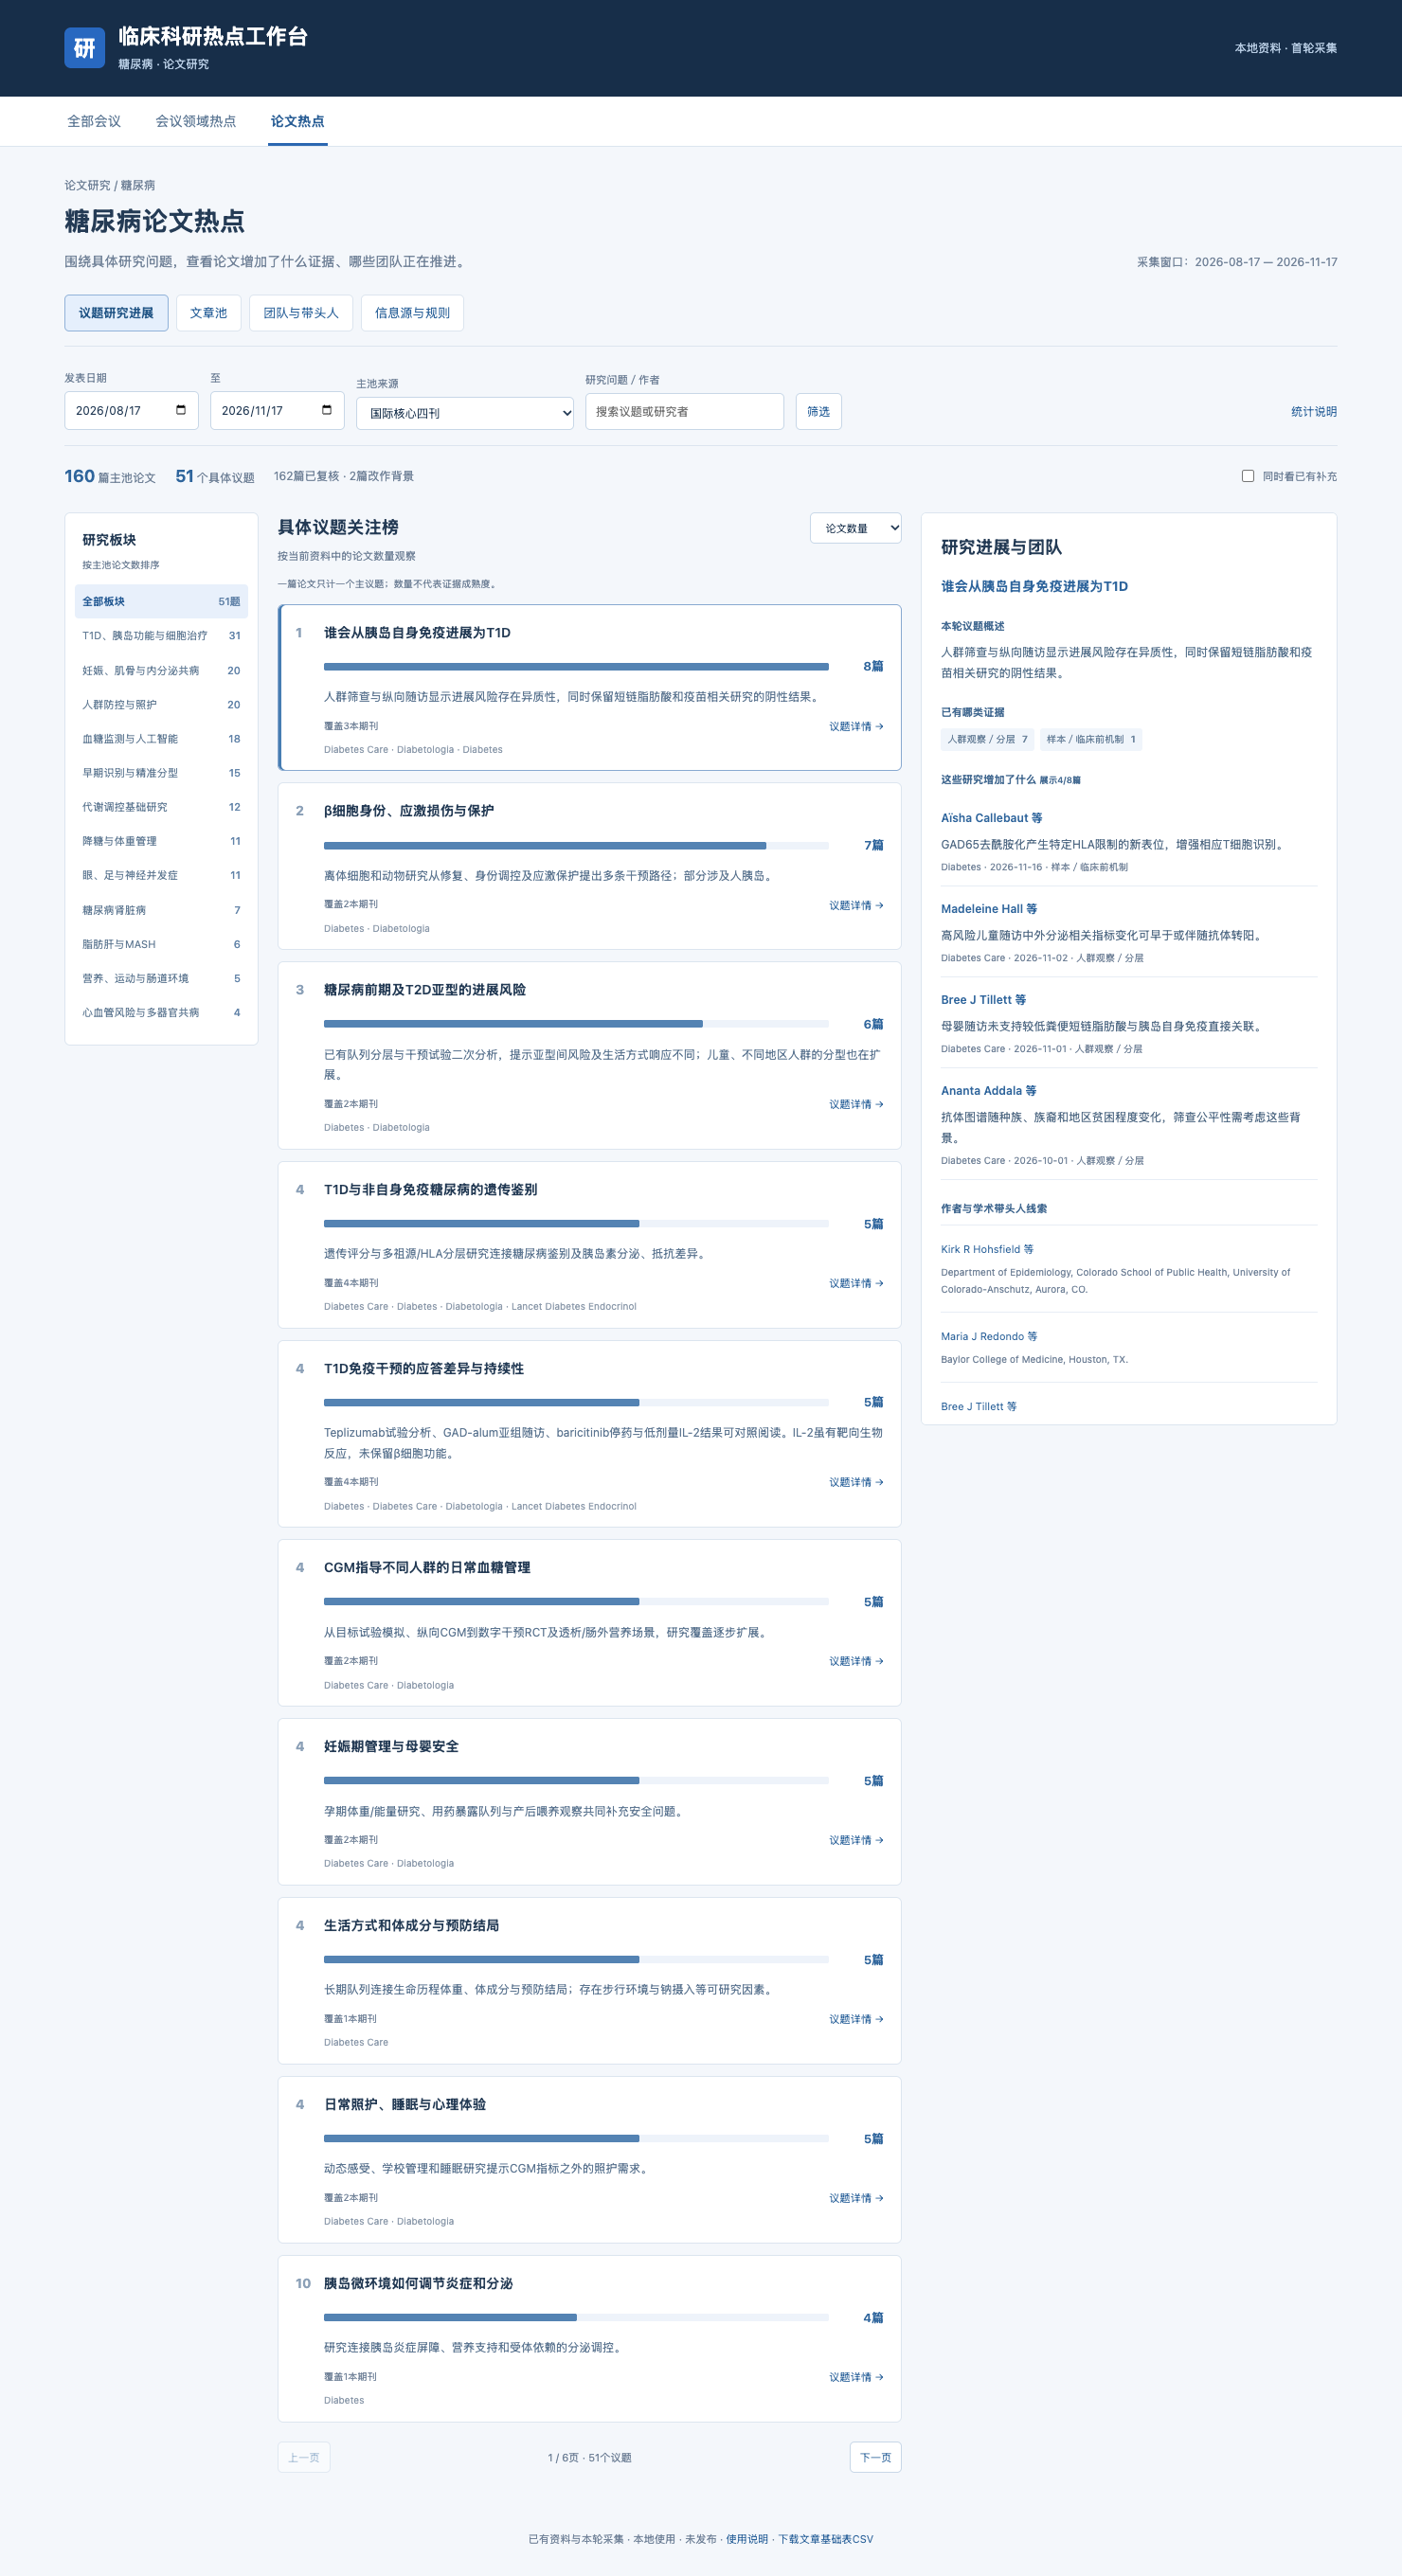 研
临床科研热点工作台
糖尿病 · 论文研究
本地资料 · 首轮采集
全部会议
会议领域热点
论文热点
论文研究 / 糖尿病
糖尿病论文热点
围绕具体研究问题，查看论文增加了什么证据、哪些团队正在推进。
采集窗口：2026-08-17 — 2026-11-17
议题研究进展
文章池
团队与带头人
信息源与规则
发表日期
2026/08/17
至
2026/11/17
主池来源
国际核心四刊
研究问题 / 作者
搜索议题或研究者
筛选
统计说明
160 篇主池论文
51 个具体议题
162篇已复核 · 2篇改作背景
同时看已有补充
研究板块
按主池论文数排序
全部板块 51题
T1D、胰岛功能与细胞治疗 31
妊娠、肌骨与内分泌共病 20
人群防控与照护 20
血糖监测与人工智能 18
早期识别与精准分型 15
代谢调控基础研究 12
降糖与体重管理 11
眼、足与神经并发症 11
糖尿病肾脏病 7
脂肪肝与MASH 6
营养、运动与肠道环境 5
心血管风险与多器官共病 4
具体议题关注榜
论文数量
按当前资料中的论文数量观察
一篇论文只计一个主议题；数量不代表证据成熟度。
1 谁会从胰岛自身免疫进展为T1D
8篇
人群筛查与纵向随访显示进展风险存在异质性，同时保留短链脂肪酸和疫苗相关研究的阴性结果。
覆盖3本期刊
议题详情 →
Diabetes Care · Diabetologia · Diabetes
2 β细胞身份、应激损伤与保护
7篇
离体细胞和动物研究从修复、身份调控及应激保护提出多条干预路径；部分涉及人胰岛。
覆盖2本期刊
议题详情 →
Diabetes · Diabetologia
3 糖尿病前期及T2D亚型的进展风险
6篇
已有队列分层与干预试验二次分析，提示亚型间风险及生活方式响应不同；儿童、不同地区人群的分型也在扩
展。
覆盖2本期刊
议题详情 →
Diabetes · Diabetologia
4 T1D与非自身免疫糖尿病的遗传鉴别
5篇
遗传评分与多祖源/HLA分层研究连接糖尿病鉴别及胰岛素分泌、抵抗差异。
覆盖4本期刊
议题详情 →
Diabetes Care · Diabetes · Diabetologia · Lancet Diabetes Endocrinol
4 T1D免疫干预的应答差异与持续性
5篇
Teplizumab试验分析、GAD-alum亚组随访、baricitinib停药与低剂量IL-2结果可对照阅读。IL-2虽有靶向生物
反应，未保留β细胞功能。
覆盖4本期刊
议题详情 →
Diabetes · Diabetes Care · Diabetologia · Lancet Diabetes Endocrinol
4 CGM指导不同人群的日常血糖管理
5篇
从目标试验模拟、纵向CGM到数字干预RCT及透析/肠外营养场景，研究覆盖逐步扩展。
覆盖2本期刊
议题详情 →
Diabetes Care · Diabetologia
4 妊娠期管理与母婴安全
5篇
孕期体重/能量研究、用药暴露队列与产后喂养观察共同补充安全问题。
覆盖2本期刊
议题详情 →
Diabetes Care · Diabetologia
4 生活方式和体成分与预防结局
5篇
长期队列连接生命历程体重、体成分与预防结局；存在步行环境与钠摄入等可研究因素。
覆盖1本期刊
议题详情 →
Diabetes Care
4 日常照护、睡眠与心理体验
5篇
动态感受、学校管理和睡眠研究提示CGM指标之外的照护需求。
覆盖2本期刊
议题详情 →
Diabetes Care · Diabetologia
10 胰岛微环境如何调节炎症和分泌
4篇
研究连接胰岛炎症屏障、营养支持和受体依赖的分泌调控。
覆盖1本期刊
议题详情 →
Diabetes
上一页
1 / 6页 · 51个议题
下一页
研究进展与团队
谁会从胰岛自身免疫进展为T1D
本轮议题概述
人群筛查与纵向随访显示进展风险存在异质性，同时保留短链脂肪酸和疫
苗相关研究的阴性结果。
已有哪类证据
人群观察 / 分层 7
样本 / 临床前机制 1
这些研究增加了什么 展示4/8篇
Aïsha Callebaut 等
GAD65去酰胺化产生特定HLA限制的新表位，增强相应T细胞识别。
Diabetes · 2026-11-16 · 样本 / 临床前机制
Madeleine Hall 等
高风险儿童随访中外分泌相关指标变化可早于或伴随抗体转阳。
Diabetes Care · 2026-11-02 · 人群观察 / 分层
Bree J Tillett 等
母婴随访未支持较低粪便短链脂肪酸与胰岛自身免疫直接关联。
Diabetes Care · 2026-11-01 · 人群观察 / 分层
Ananta Addala 等
抗体图谱随种族、族裔和地区贫困程度变化，筛查公平性需考虑这些背
景。
Diabetes Care · 2026-10-01 · 人群观察 / 分层
作者与学术带头人线索
Kirk R Hohsfield 等
Department of Epidemiology, Colorado School of Public Health, University of
Colorado-Anschutz, Aurora, CO.
Maria J Redondo 等
Baylor College of Medicine, Houston, TX.
Bree J Tillett 等
已有资料与本轮采集 · 本地使用 · 未发布 · 使用说明 · 下载文章基础表CSV